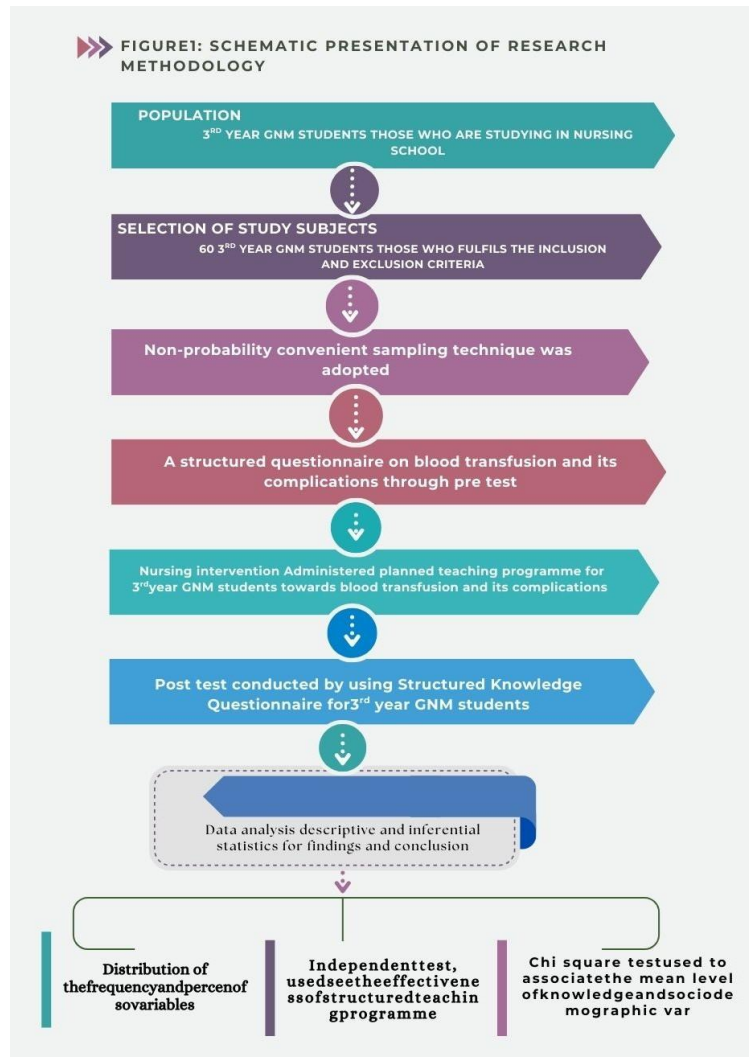 FIGURE1: SCHEMATIC PRESENTATION OF RESEARCH
METHODOLOGY
POPULATION
3RD YEAR GNM STUDENTS THOSE WHO ARE STUDYING IN NURSING
SCHOOL
SELECTION OF STUDY SUBJECTS
60 3RD YEAR GNM STUDENTS THOSE WHO FULFILS THE INCLUSION
AND EXCLUSION CRITERIA
Non-probability convenient sampling technique was
adopted
A structured questionnaire on blood transfusion and its
complications through pre test
Nursing intervention Administered planned teaching programme for
3rdyear GNM students towards blood transfusion and its complications
Post test conducted by using Structured Knowledge
Questionnaire for3rd year GNM students
Data analysis descriptive and inferential
statistics for findings and conclusion
Distribution of
thefrequencyandpercenof
sovariables
Independenttest,
usedseetheeffectivene
ssofstructuredteachin
gprogramme
Chi square testused to
associatethe mean level
ofknowledgeandsociode
mographic var